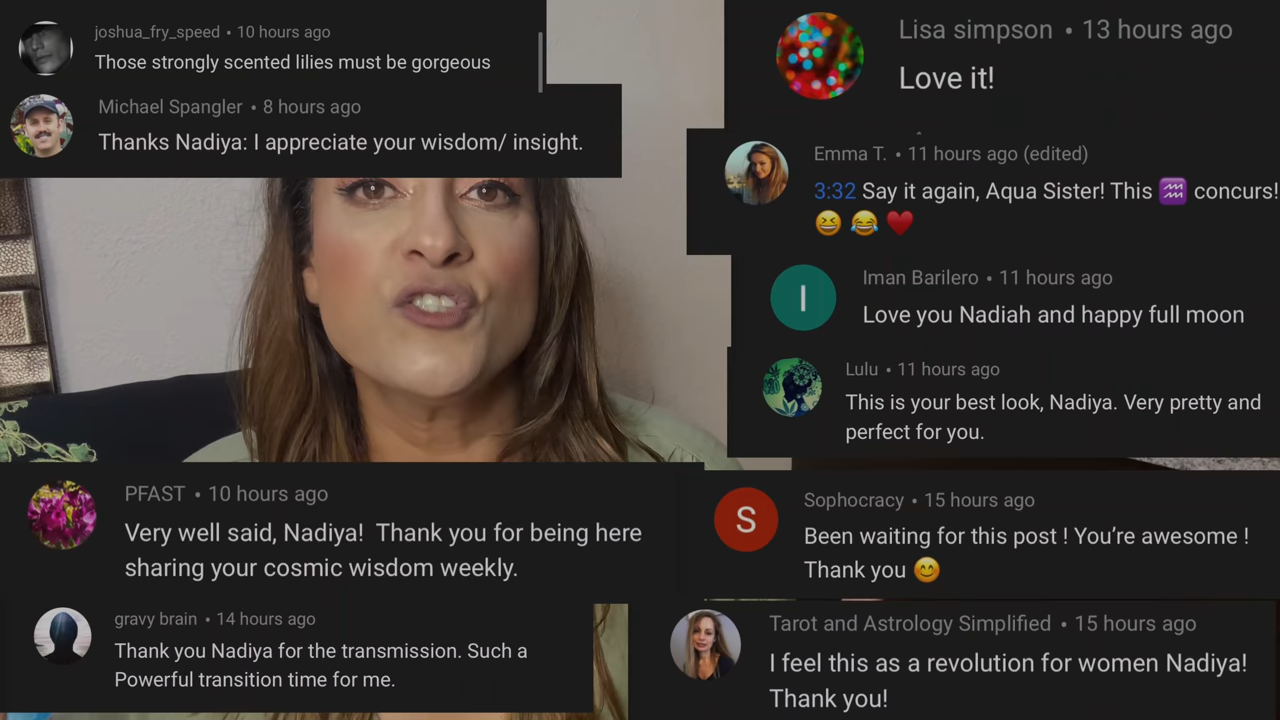 joshua_fry_speed • 10 hours ago
Those strongly scented lilies must be gorgeous
Michael Spangler • 8 hours ago
Thanks Nadiya: I appreciate your wisdom/ insight.
Lisa simpson • 13 hours ago
Love it!
Emma T. • 11 hours ago (edited)
3:32 Say it again, Aqua Sister! This ♒ concurs!
😆 😂 ♥️
I
Iman Barilero • 11 hours ago
Love you Nadiah and happy full moon
Lulu • 11 hours ago
This is your best look, Nadiya. Very pretty and
perfect for you.
PFAST • 10 hours ago
Very well said, Nadiya!  Thank you for being here
sharing your cosmic wisdom weekly.
gravy brain • 14 hours ago
Thank you Nadiya for the transmission. Such a
Powerful transition time for me.
S
Sophocracy • 15 hours ago
Been waiting for this post ! You’re awesome !
Thank you 😊
Tarot and Astrology Simplified • 15 hours ago
I feel this as a revolution for women Nadiya!
Thank you!